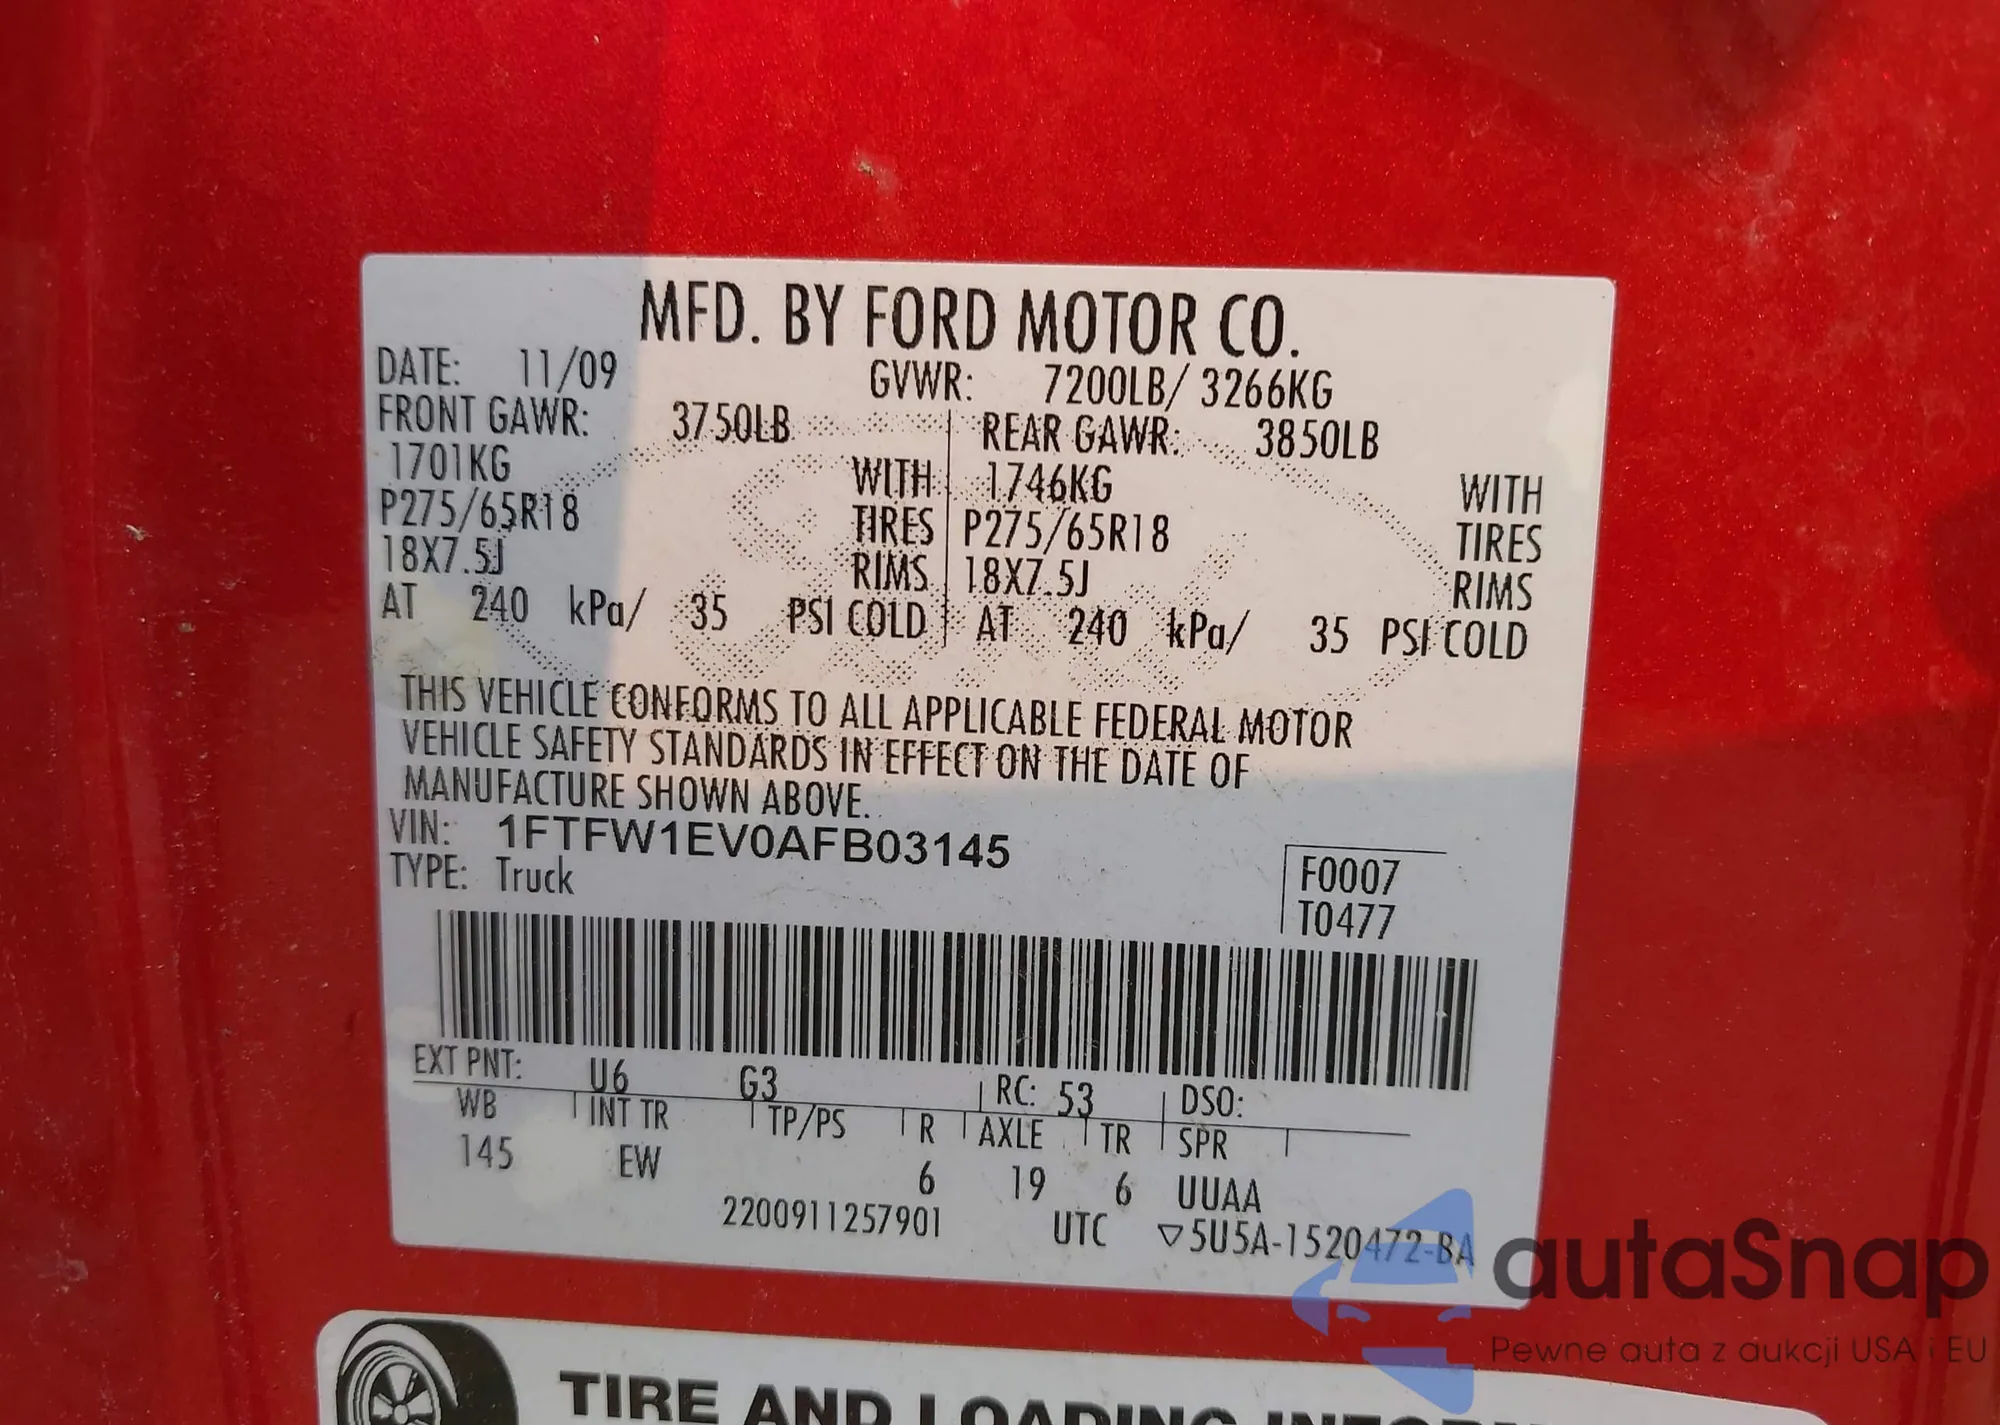 MFD. BY FORD MOTOR CO.
DATE: 11/09 GVWR: 7200LB/ 3266KG
FRONT GAWR: 3750LB REAR GAWR: 3850LB
1701KG WITH 1746KG WITH
P275/65R18 TIRES P275/65R18 TIRES
18X7.5J RIMS 18X7.5J RIMS
AT 240 kPa/ 35 PSI COLD AT 240 kPa/ 35 PSI COLD
THIS VEHICLE CONFORMS TO ALL APPLICABLE FEDERAL MOTOR
VEHICLE SAFETY STANDARDS IN EFFECT ON THE DATE OF
MANUFACTURE SHOWN ABOVE.
VIN: 1FTFW1EV0AFB03145
TYPE: Truck
F0007
T0477
EXT PNT: U6 G3 RC: 53 DSO:
WB INT TR TP/PS R AXLE TR SPR
145 EW 6 19 6 UUAA
2200911257901 UTC ▽5U5A-1520472-BA
autaSnap
Pewne auta z aukcji USA i EU
TIRE AND LOADING